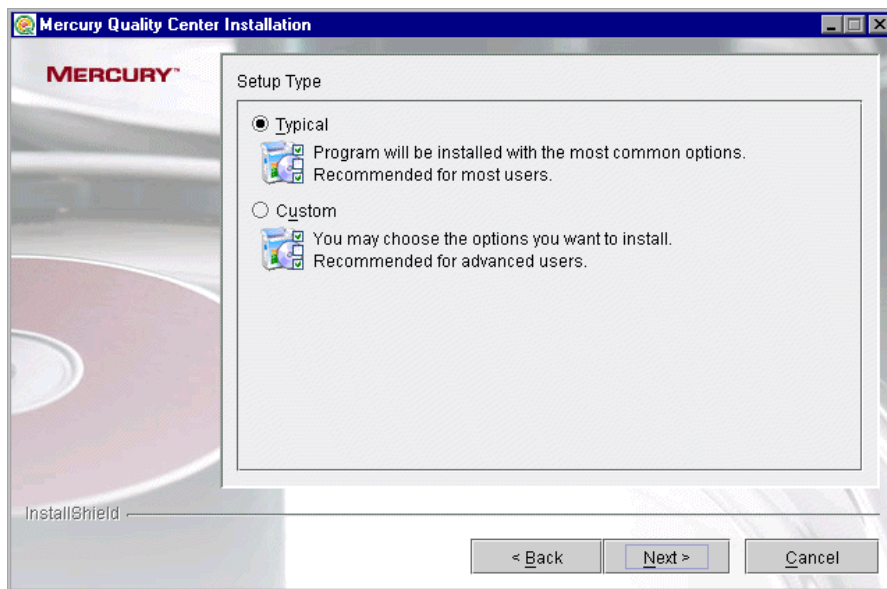 Mercury Quality Center Installation
MERCURY™
Setup Type
Typical
Program will be installed with the most common options.
Recommended for most users.
Custom
You may choose the options you want to install.
Recommended for advanced users.
InstallShield
< Back
Next >
Cancel